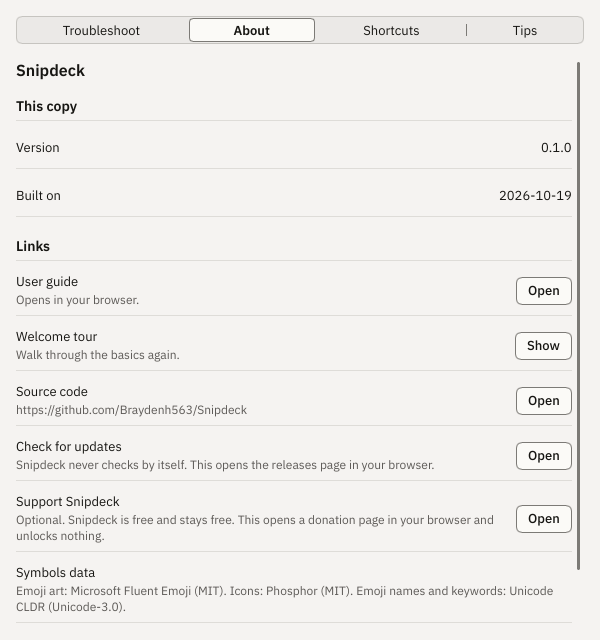 Troubleshoot
About
Shortcuts
Tips
Snipdeck
This copy
Version
0.1.0
Built on
2026-10-19
Links
User guide
Opens in your browser.
Open
Welcome tour
Walk through the basics again.
Show
Source code
https://github.com/Braydenh563/Snipdeck
Open
Check for updates
Snipdeck never checks by itself. This opens the releases page in your browser.
Open
Support Snipdeck
Optional. Snipdeck is free and stays free. This opens a donation page in your browser and
unlocks nothing.
Open
Symbols data
Emoji art: Microsoft Fluent Emoji (MIT). Icons: Phosphor (MIT). Emoji names and keywords: Unicode
CLDR (Unicode-3.0).